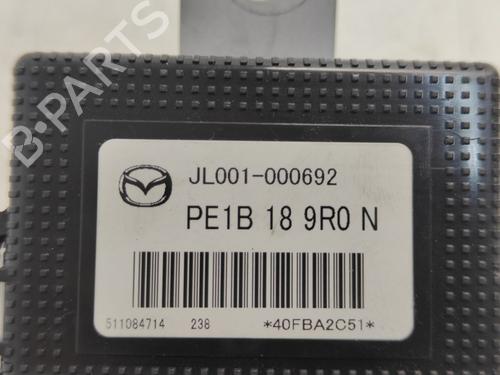 B-PARTS
JL001-000692
PE1B 18 9R0 N
511084714 238 *40FBA2C51*